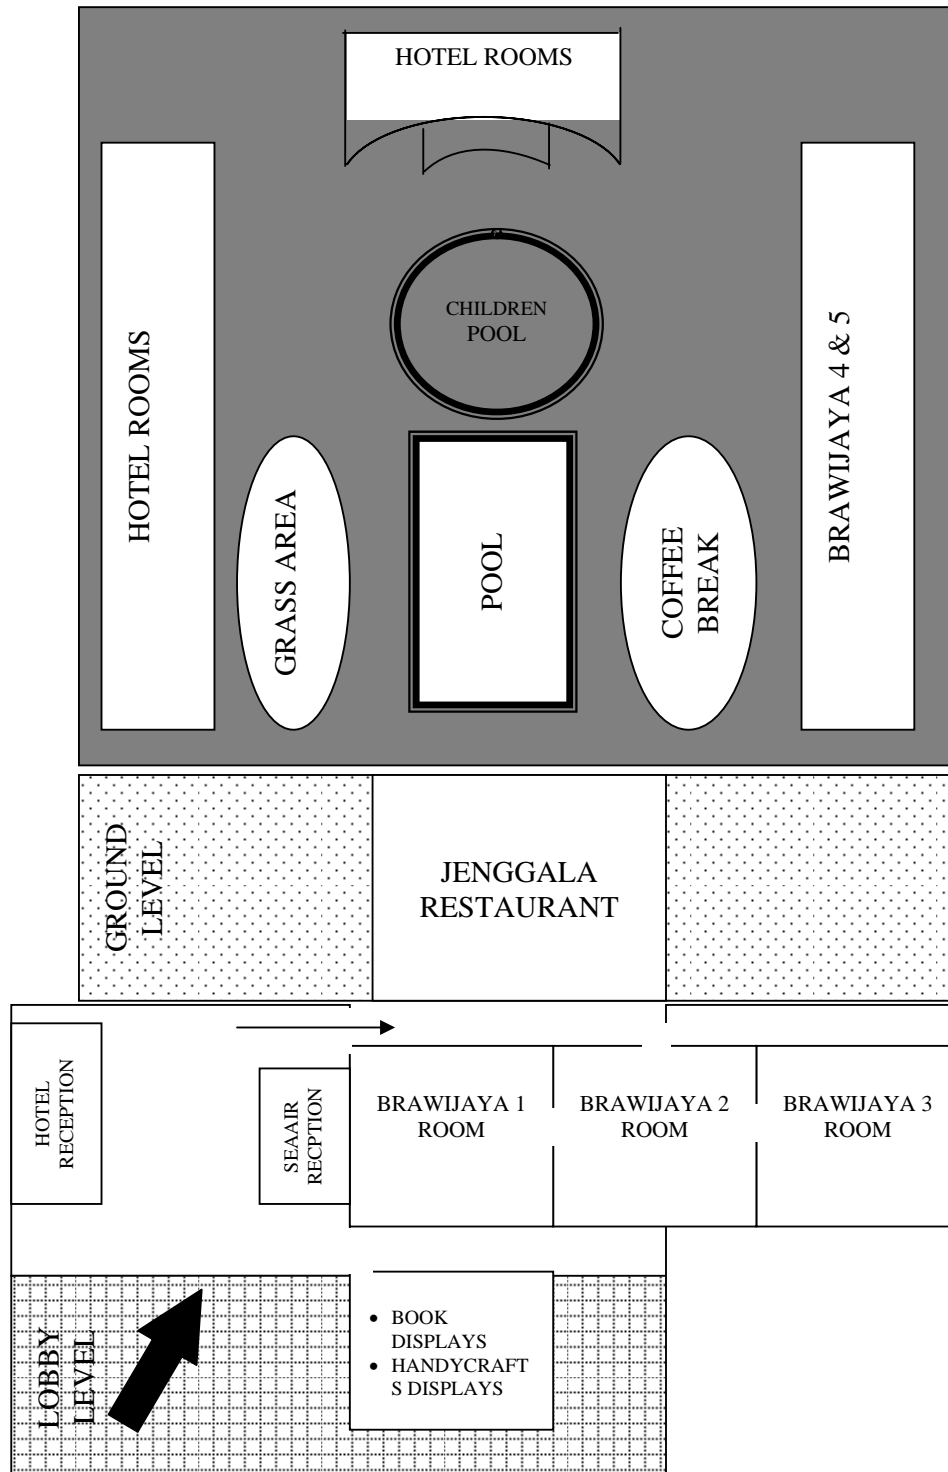 HOTEL ROOMS
CHILDREN
POOL
HOTEL ROOMS
GRASS AREA
POOL
COFFEE
BREAK
BRAWIJAYA 4 & 5
GROUND
LEVEL
JENGGALA
RESTAURANT
HOTEL
RECEPTION
SEAAIR
RECPTION
BRAWIJAYA 1
ROOM
BRAWIJAYA 2
ROOM
BRAWIJAYA 3
ROOM
LOBBY
LEVEL
• BOOK
DISPLAYS
• HANDYCRAFT
S DISPLAYS